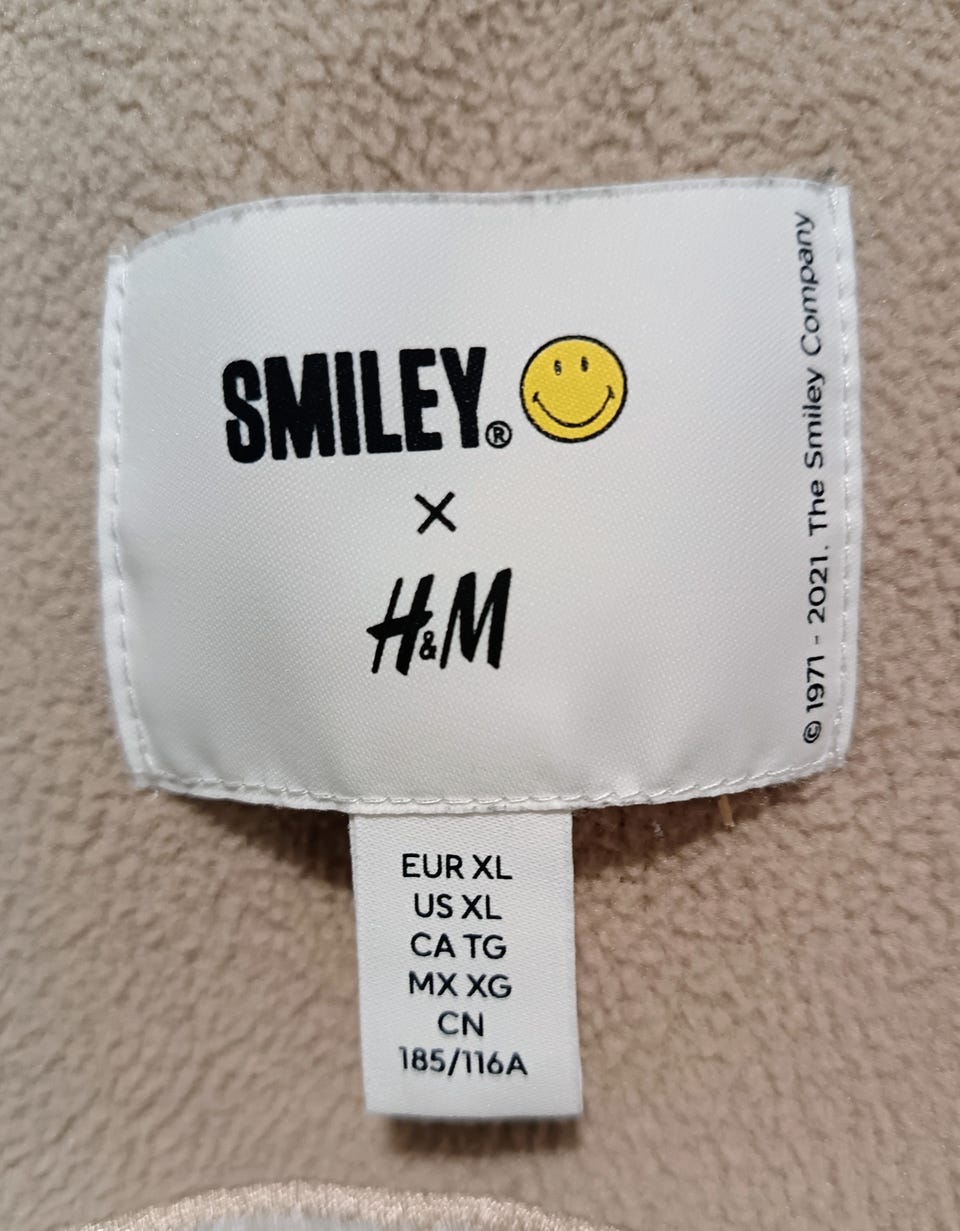 SMILEY®
×
H&M
© 1971 - 2021. The Smiley Company
EUR XL
US XL
CA TG
MX XG
CN
185/116A